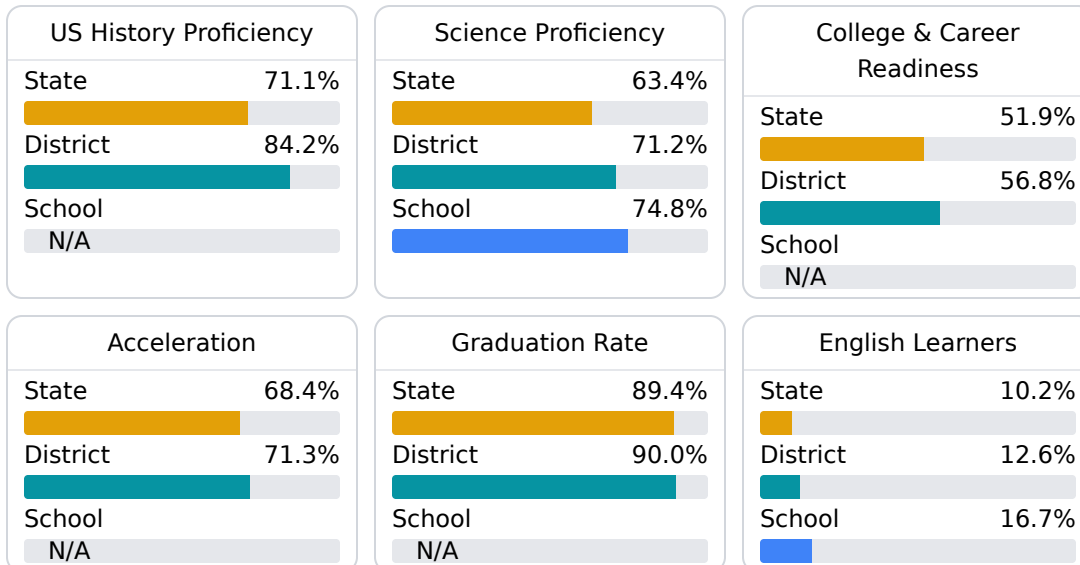 US History Proficiency
State 71.1%
District 84.2%
School
N/A
Science Proficiency
State 63.4%
District 71.2%
School 74.8%
College & Career
Readiness
State 51.9%
District 56.8%
School
N/A
Acceleration
State 68.4%
District 71.3%
School
N/A
Graduation Rate
State 89.4%
District 90.0%
School
N/A
English Learners
State 10.2%
District 12.6%
School 16.7%